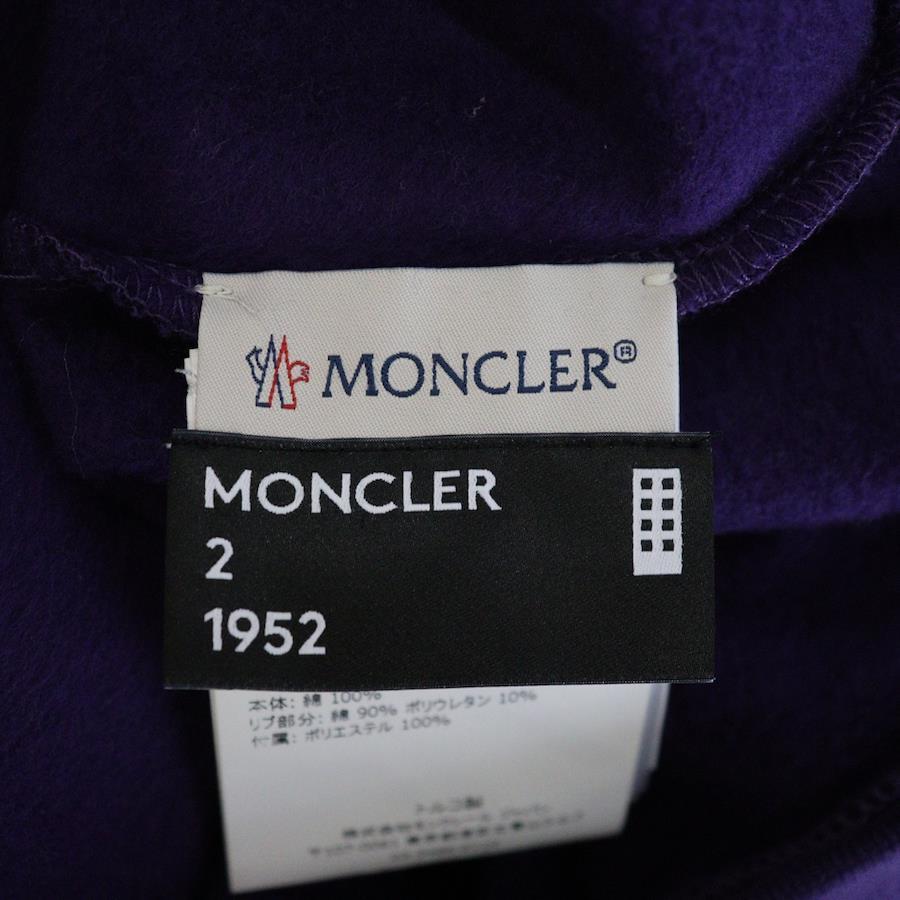 MONCLER®
MONCLER
2
1952
本体: 綿 100%
リブ部分: 綿 90% ポリウレタン 10%
付属: ポリエステル 100%
トルコ製